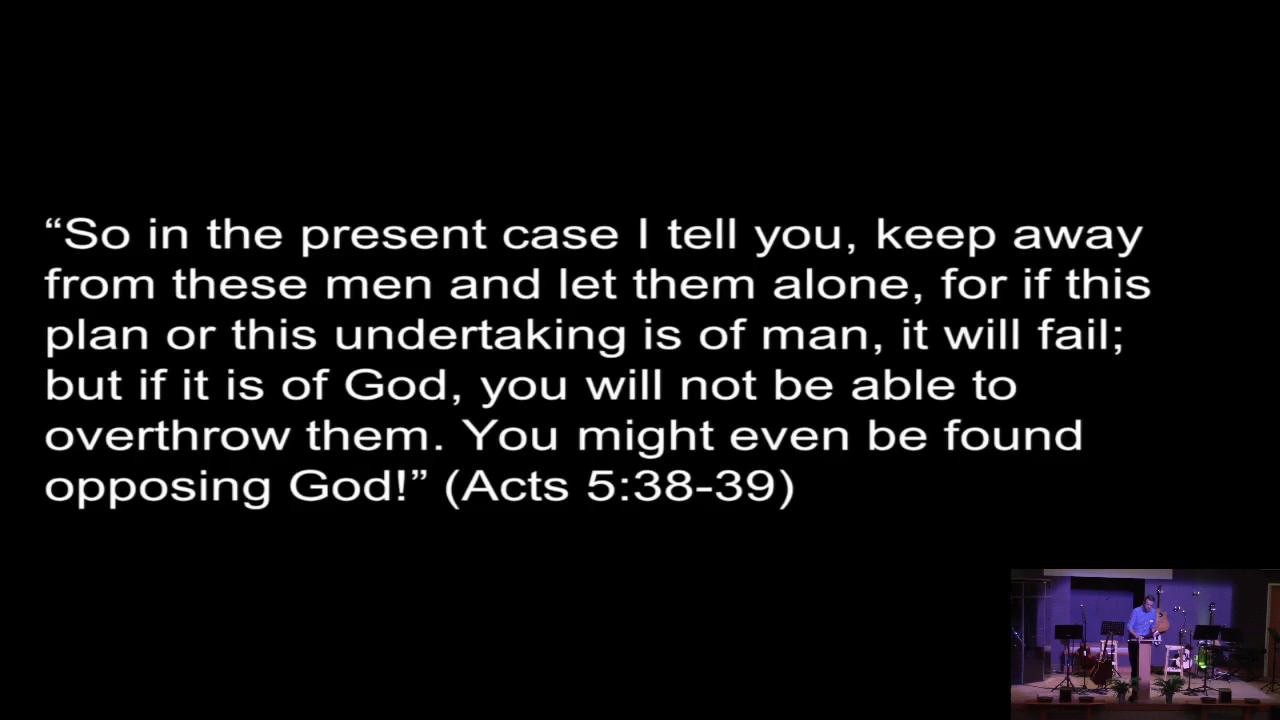 “So in the present case I tell you, keep away
from these men and let them alone, for if this
plan or this undertaking is of man, it will fail;
but if it is of God, you will not be able to
overthrow them. You might even be found
opposing God!” (Acts 5:38-39)